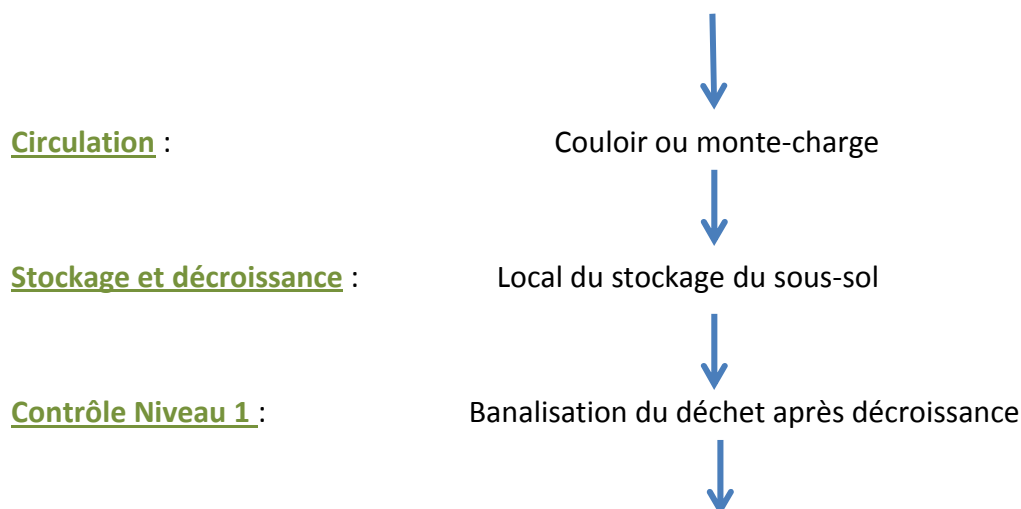 Circulation : Couloir ou monte-charge
Stockage et décroissance : Local du stockage du sous-sol
Contrôle Niveau 1 : Banalisation du déchet après décroissance